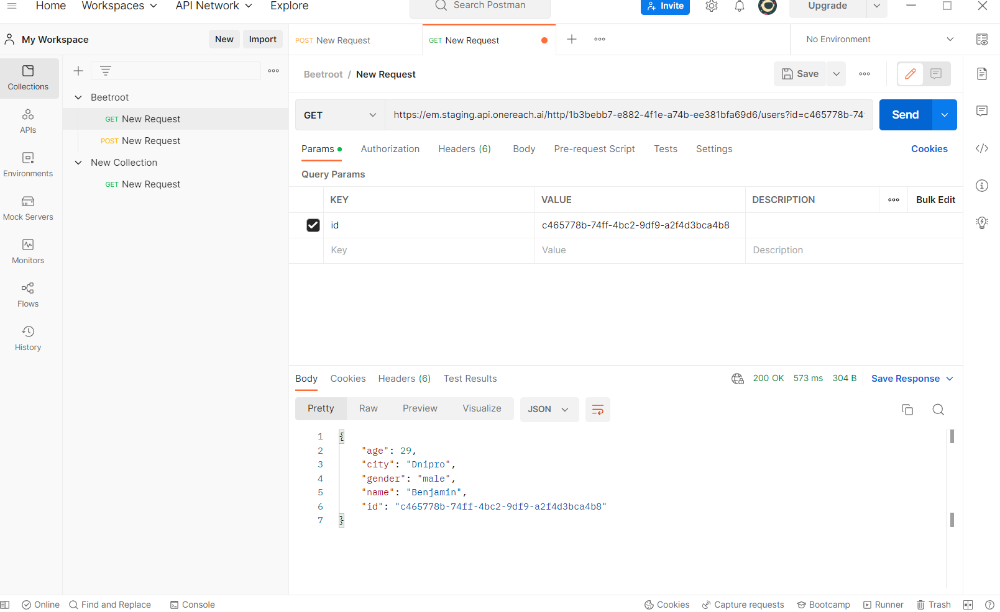 Home Workspaces API Network Explore Search Postman Invite Upgrade
My Workspace New Import POST New Request GET New Request No Environment
Collections
APIs
Environments
Mock Servers
Monitors
Flows
History
Beetroot
GET New Request
POST New Request
New Collection
GET New Request
Beetroot / New Request Save
GET https://em.staging.api.onereach.ai/http/1b3bebb7-e882-4f1e-a74b-ee381bfa69d6/users?id=c465778b-74 Send
Params Authorization Headers (6) Body Pre-request Script Tests Settings Cookies
Query Params
KEY VALUE DESCRIPTION Bulk Edit
id c465778b-74ff-4bc2-9df9-a2f4d3bca4b8
Key Value Description
Body Cookies Headers (6) Test Results 200 OK 573 ms 304 B Save Response
Pretty Raw Preview Visualize JSON
1 {
2 "age": 29,
3 "city": "Dnipro",
4 "gender": "male",
5 "name": "Benjamin",
6 "id": "c465778b-74ff-4bc2-9df9-a2f4d3bca4b8"
7 }
Online Find and Replace Console Cookies Capture requests Bootcamp Runner Trash